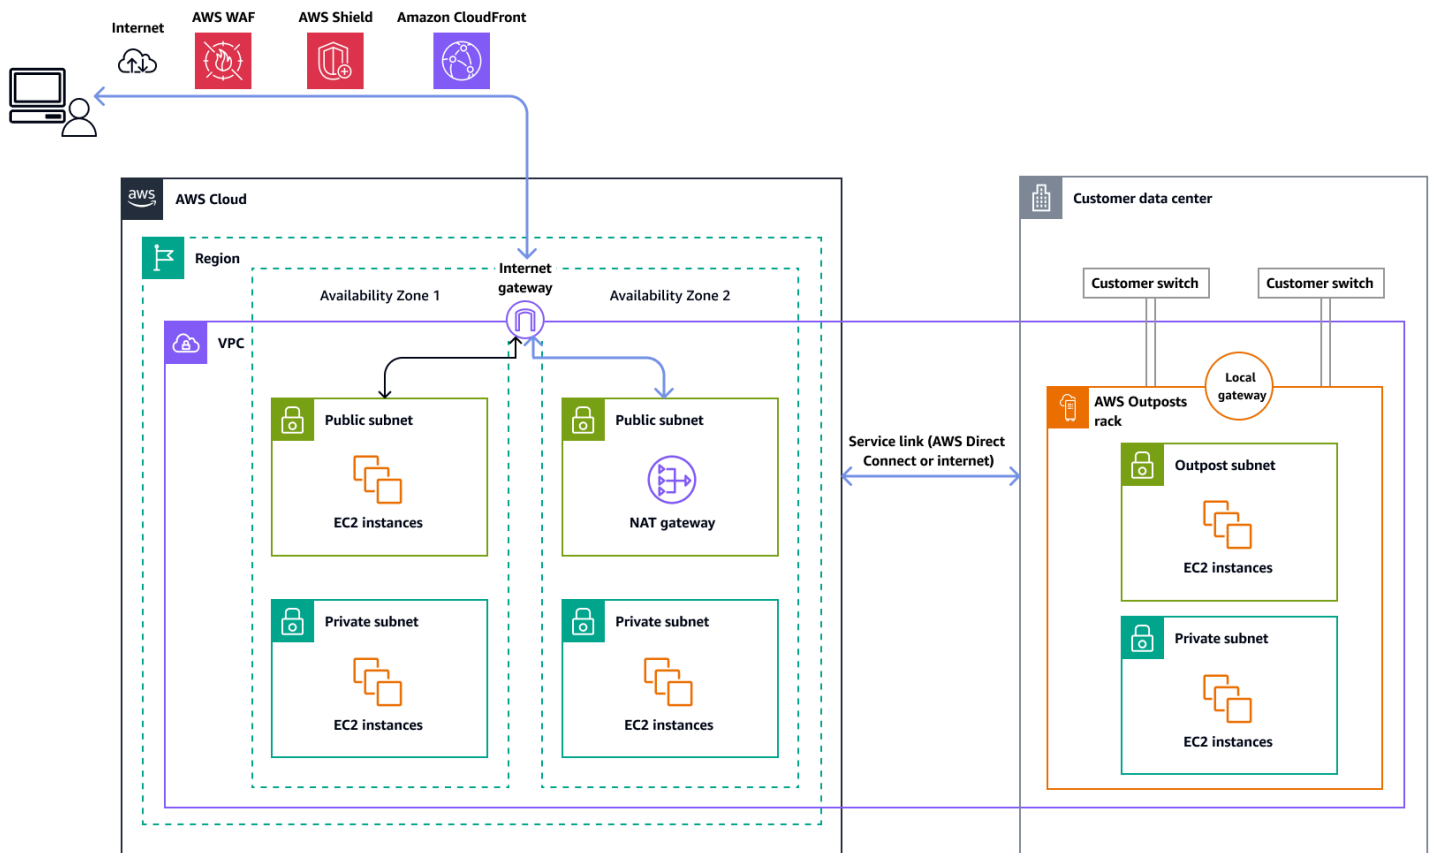 Internet
AWS WAF
AWS Shield
Amazon CloudFront
aws
AWS Cloud
Region
Internet
gateway
Availability Zone 1
Availability Zone 2
VPC
Public subnet
EC2 instances
Public subnet
NAT gateway
Private subnet
EC2 instances
Private subnet
EC2 instances
Service link (AWS Direct
Connect or internet)
Customer data center
Customer switch
Customer switch
Local
gateway
AWS Outposts
rack
Outpost subnet
EC2 instances
Private subnet
EC2 instances